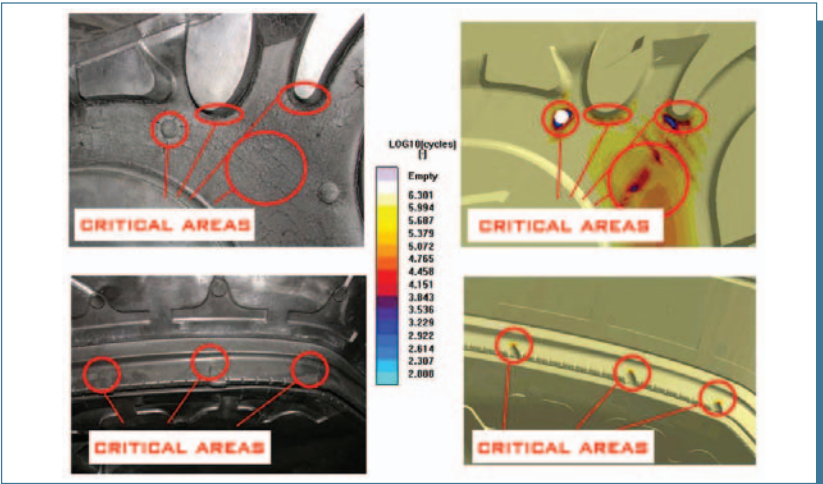 CRITICAL AREAS
CRITICAL AREAS
LOG10(cycles)
[-]
Empty
6.301
5.994
5.687
5.379
5.072
4.765
4.458
4.151
3.843
3.536
3.229
2.922
2.614
2.307
2.000
CRITICAL AREAS
CRITICAL AREAS